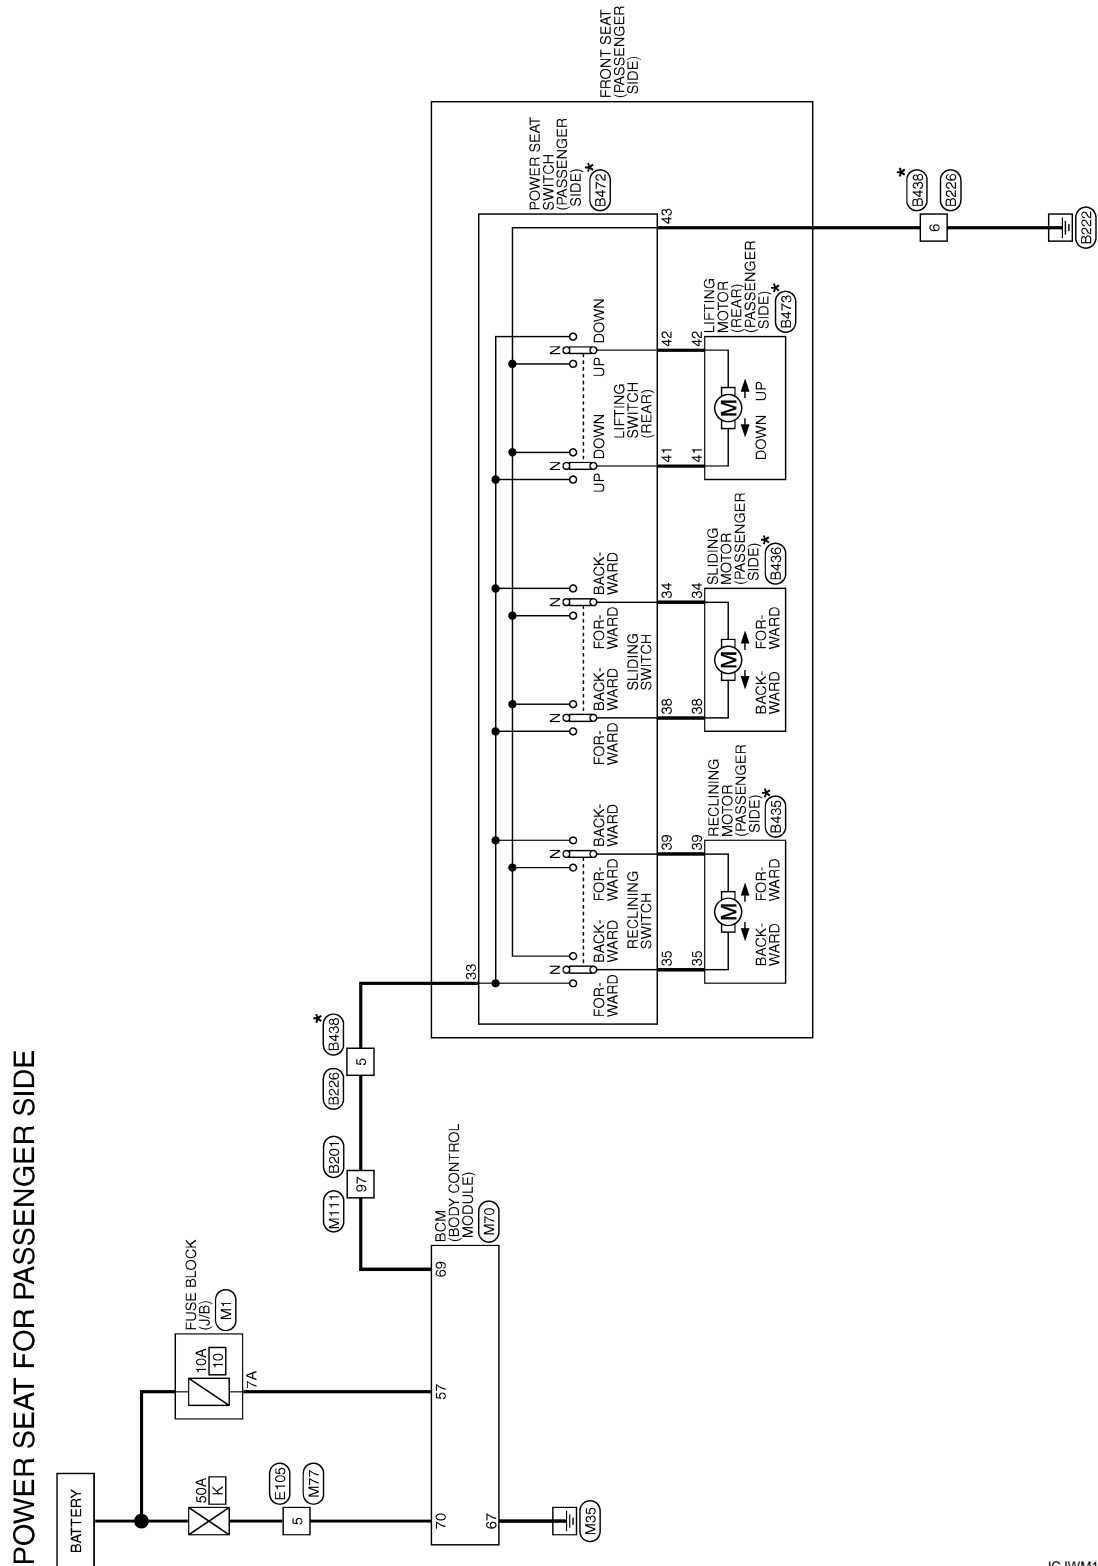 POWER SEAT FOR PASSENGER SIDE
BATTERY
50A
K
E105
5
M77
FUSE BLOCK
(J/B)
M1
10A
10
7A
70
57
69
67
M35
BCM
(BODY CONTROL
MODULE)
M70
M111
B201
97
B226
B438
*
5
33
FRONT SEAT
(PASSENGER
SIDE)
POWER SEAT
SWITCH
(PASSENGER
SIDE)
*
B472
N
FOR-
WARD
BACK-
WARD
N
FOR-
WARD
BACK-
WARD
RECLINING
SWITCH
N
FOR-
WARD
BACK-
WARD
N
FOR-
WARD
BACK-
WARD
SLIDING
SWITCH
N
UP
DOWN
N
UP
DOWN
LIFTING
SWITCH
(REAR)
35
39
38
34
41
42
43
35
39
38
34
41
42
RECLINING
MOTOR
(PASSENGER
SIDE)
*
B435
M
BACK-
WARD
FOR-
WARD
SLIDING
MOTOR
(PASSENGER
SIDE)
*
B436
M
BACK-
WARD
FOR-
WARD
LIFTING
MOTOR
(REAR)
(PASSENGER
SIDE)
*
B473
M
DOWN
UP
*
B438
6
B226
B222